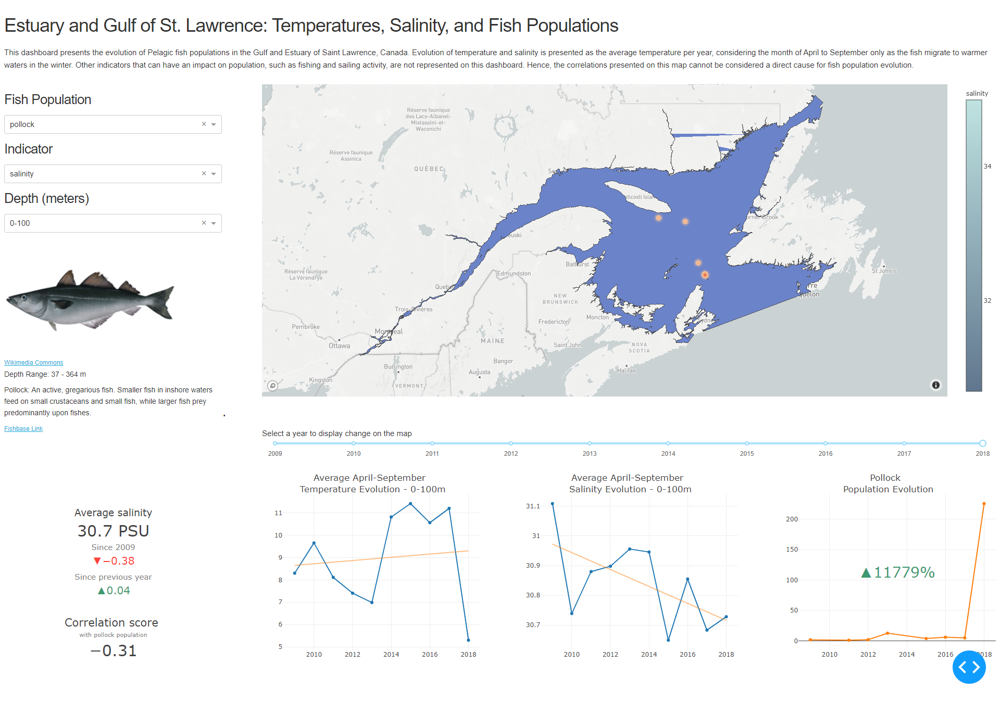 Estuary and Gulf of St. Lawrence: Temperatures, Salinity, and Fish Populations
This dashboard presents the evolution of Pelagic fish populations in the Gulf and Estuary of Saint Lawrence, Canada. Evolution of temperature and salinity is presented as the average temperature per year, considering the month of April to September only as the fish migrate to warmer
waters in the winter. Other indicators that can have an impact on population, such as fishing and sailing activity, are not represented on this dashboard. Hence, the correlations presented on this map cannot be considered a direct cause for fish population evolution.
Fish Population
pollock
Indicator
salinity
Depth (meters)
0-100
Wikimedia Commons
Depth Range: 37 - 364 m
Pollock: An active, gregarious fish. Smaller fish in inshore waters
feed on small crustaceans and small fish, while larger fish prey
predominantly upon fishes.
Fishbase Link
Réserve faunique
des Lacs-Albanel-
Mistassini-et-
Waconichi
Réserve faunique
Assinica
QUÉBEC
Réserve faunique
La Vérendrye
Edmundston
Bathurst
NEW
BRUNSWICK
Trois-Rivières
Fredericton
Moncton
Pembroke
Montreal
Ottawa
MAINE
Saint John
NOVA
SCOTIA
Bangor
Burlington
Augusta
Halifax
Kingston
VERMONT
St John's
salinity
34
32
Select a year to display change on the map
2009 2010 2011 2012 2013 2014 2015 2016 2017 2018
Average salinity
30.7 PSU
Since 2009
▼−0.38
Since previous year
▲0.04
Correlation score
with pollock population
−0.31
Average April-September
Temperature Evolution - 0-100m
11
10
9
8
7
6
5
2010 2012 2014 2016 2018
Average April-September
Salinity Evolution - 0-100m
31.1
31
30.9
30.8
30.7
2010 2012 2014 2016 2018
Pollock
Population Evolution
200
150
100
50
0
▲11779%
2010 2012 2014 2016 018